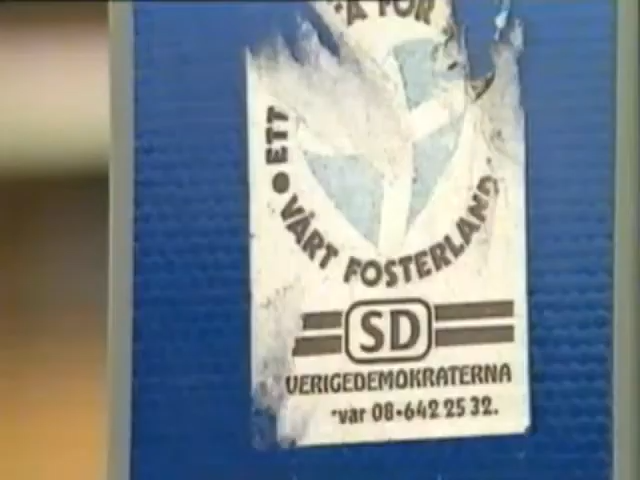 FÖR
ETT
• VÅRT FOSTERLAND
SD
VERIGEDEMOKRATERNA
var 08-642 25 32.